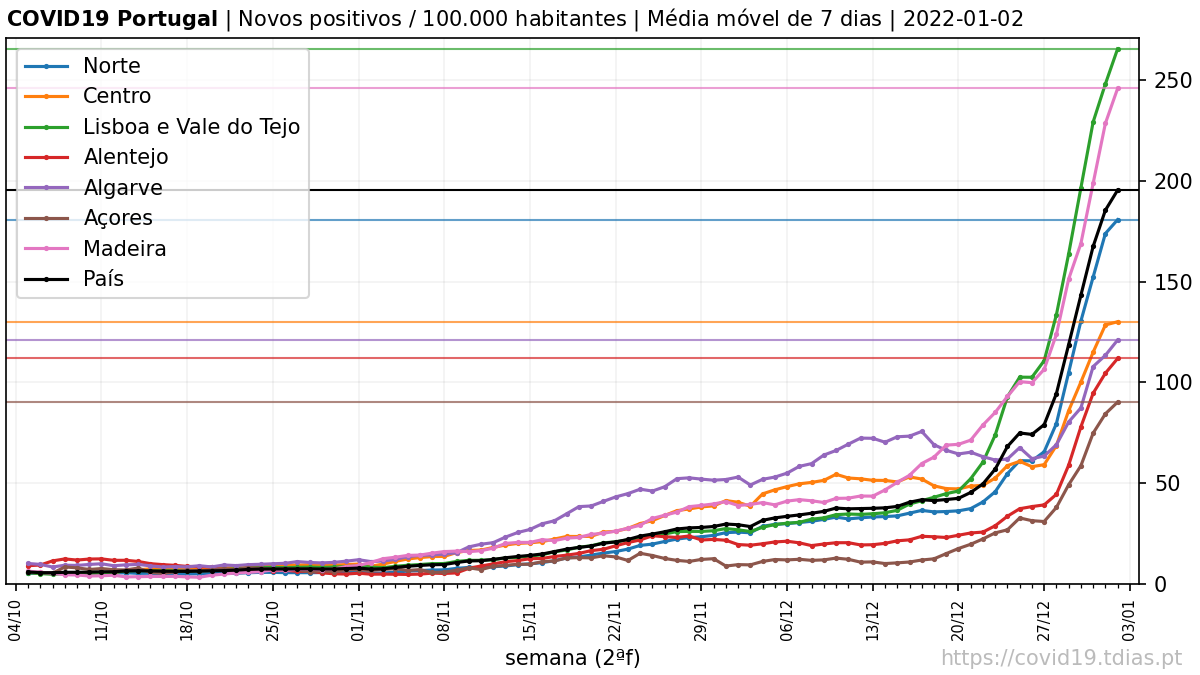 COVID19 Portugal | Novos positivos / 100.000 habitantes | Média móvel de 7 dias | 2022-01-02
Norte
Centro
Lisboa e Vale do Tejo
Alentejo
Algarve
Açores
Madeira
País
250
200
150
100
50
0
04/10 11/10 18/10 25/10 01/11 08/11 15/11 22/11 29/11 06/12 13/12 20/12 27/12 03/01
semana (2ªf)
https://covid19.tdias.pt